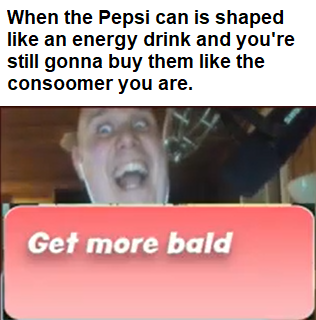 When the Pepsi can is shaped
like an energy drink and you're
still gonna buy them like the
consoomer you are.
Get more bald